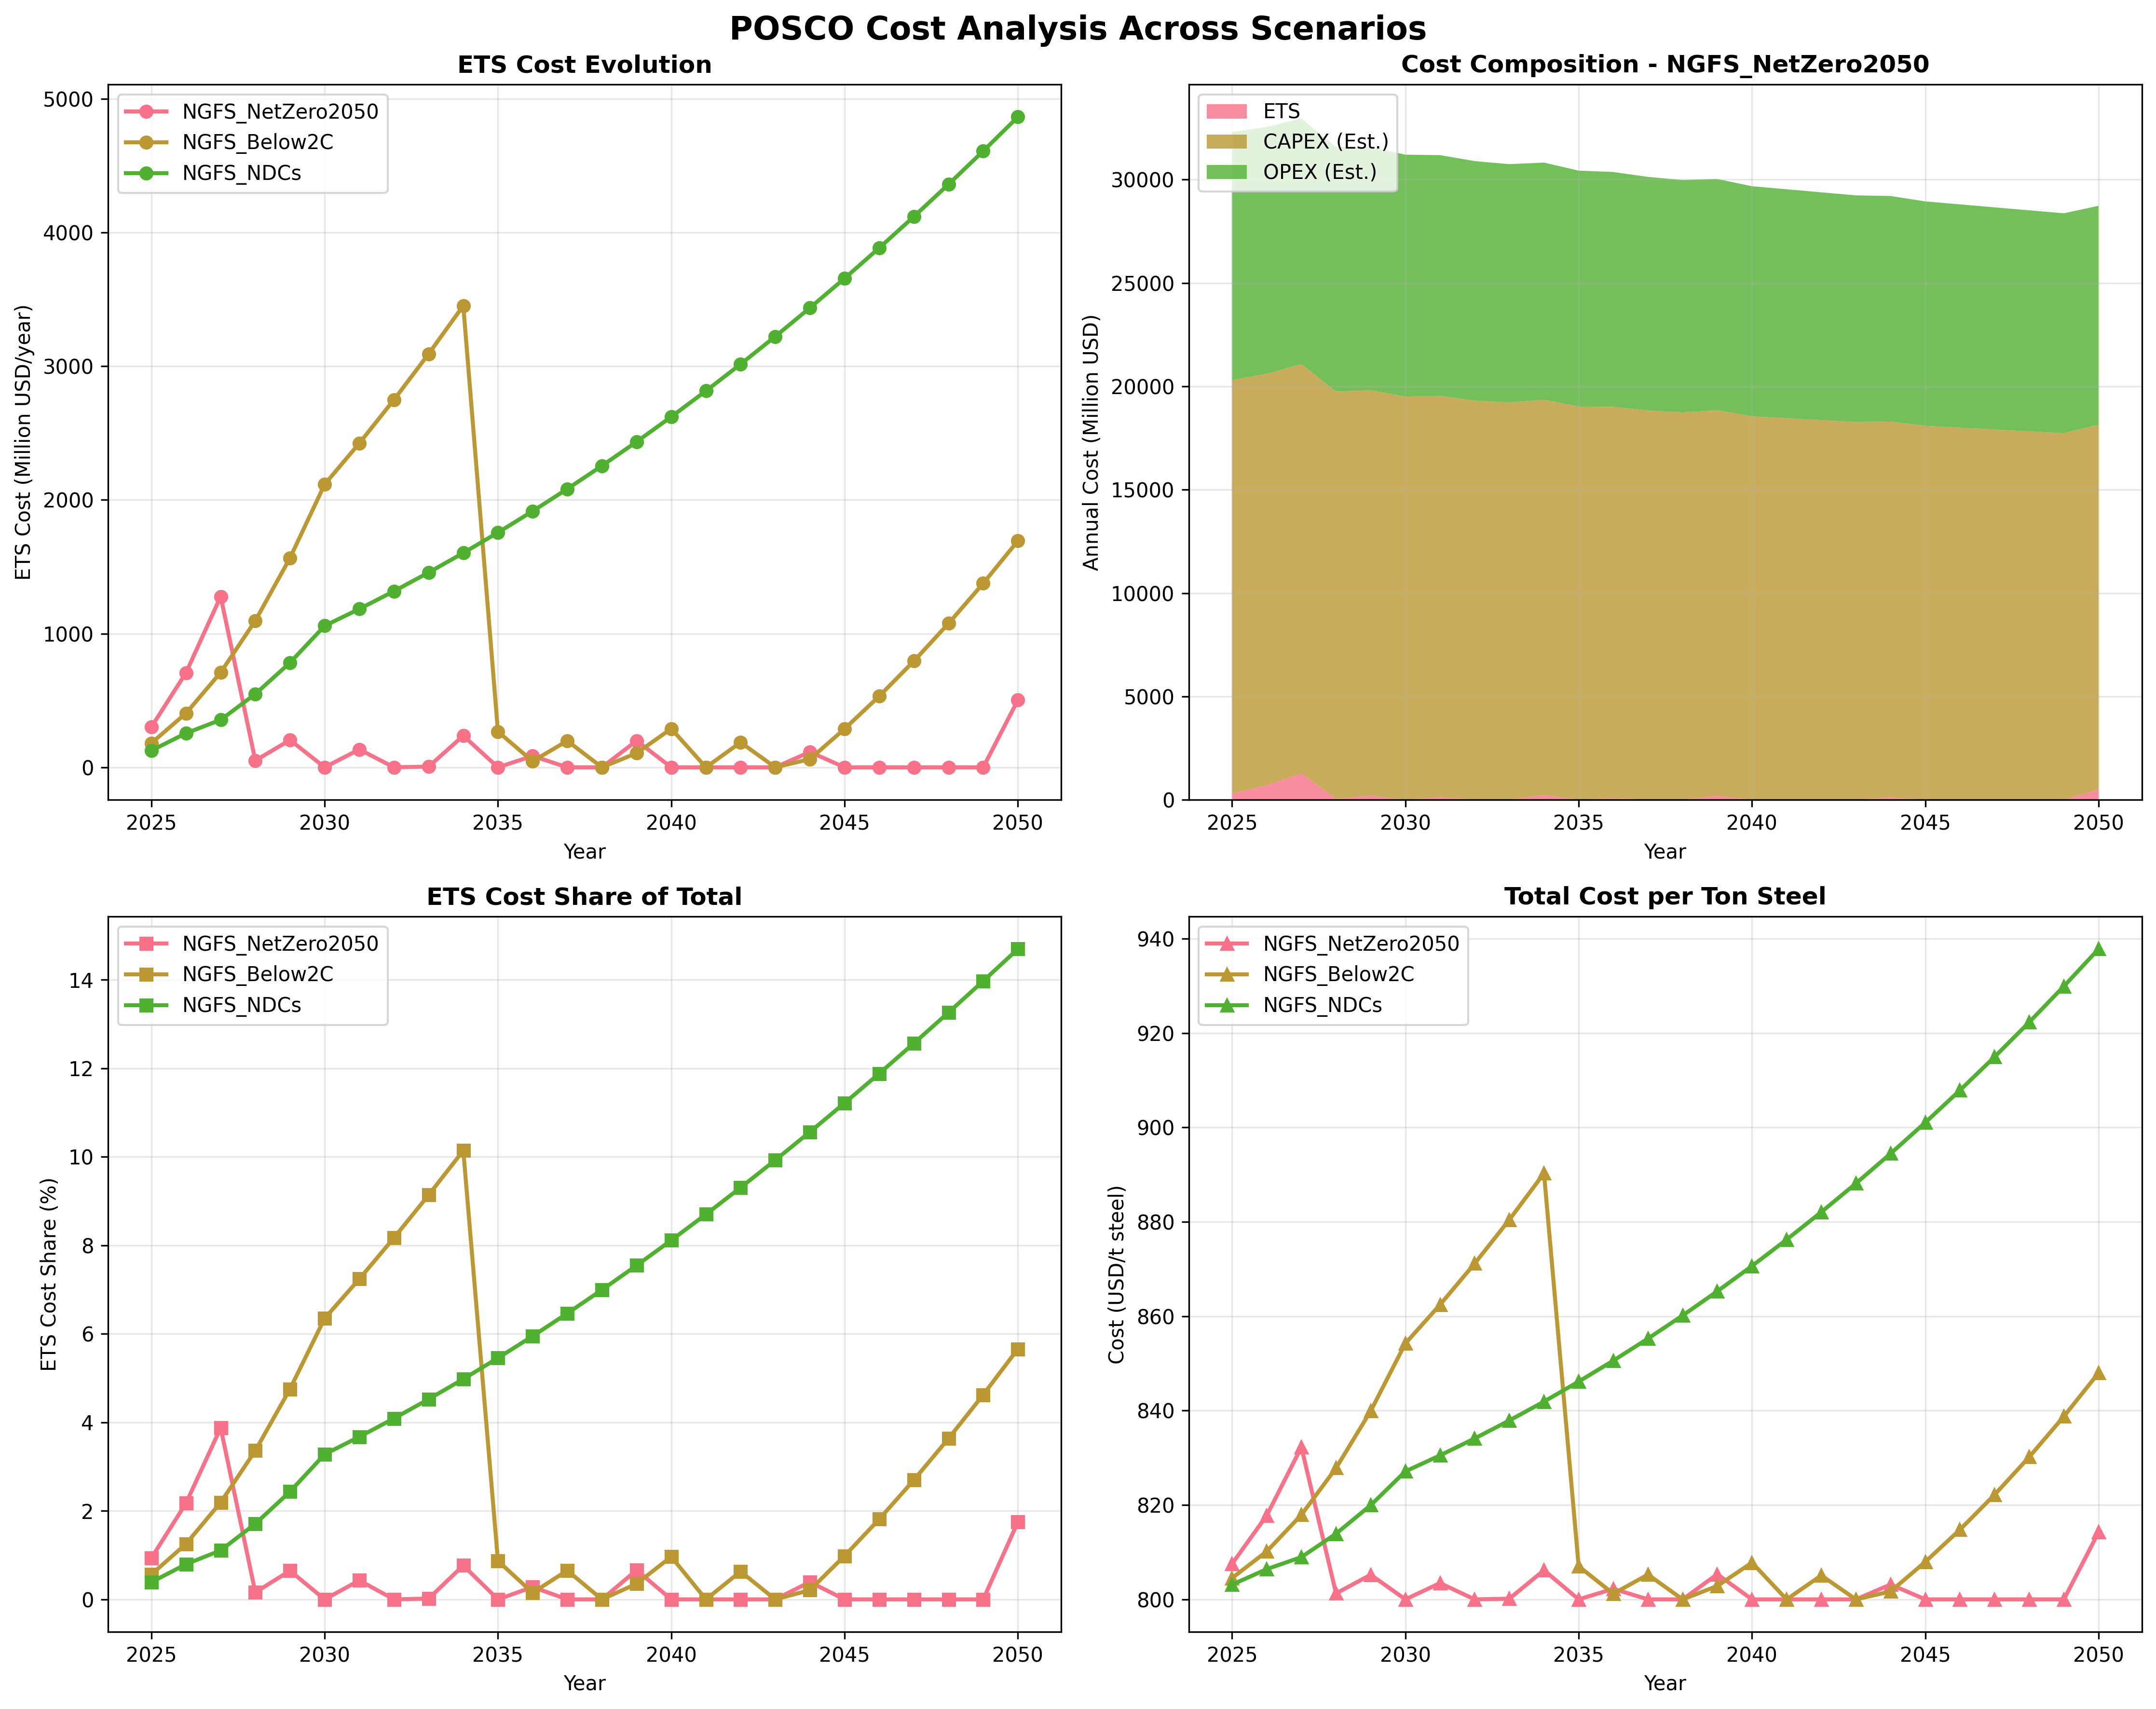 POSCO Cost Analysis Across Scenarios
ETS Cost Evolution
NGFS_NetZero2050
NGFS_Below2C
NGFS_NDCs
ETS Cost (Million USD/year)
5000
4000
3000
2000
1000
0
2025 2030 2035 2040 2045 2050
Year
Cost Composition - NGFS_NetZero2050
ETS
CAPEX (Est.)
OPEX (Est.)
Annual Cost (Million USD)
30000
25000
20000
15000
10000
5000
0
2025 2030 2035 2040 2045 2050
Year
ETS Cost Share of Total
NGFS_NetZero2050
NGFS_Below2C
NGFS_NDCs
ETS Cost Share (%)
14
12
10
8
6
4
2
0
2025 2030 2035 2040 2045 2050
Year
Total Cost per Ton Steel
NGFS_NetZero2050
NGFS_Below2C
NGFS_NDCs
Cost (USD/t steel)
940
920
900
880
860
840
820
800
2025 2030 2035 2040 2045 2050
Year